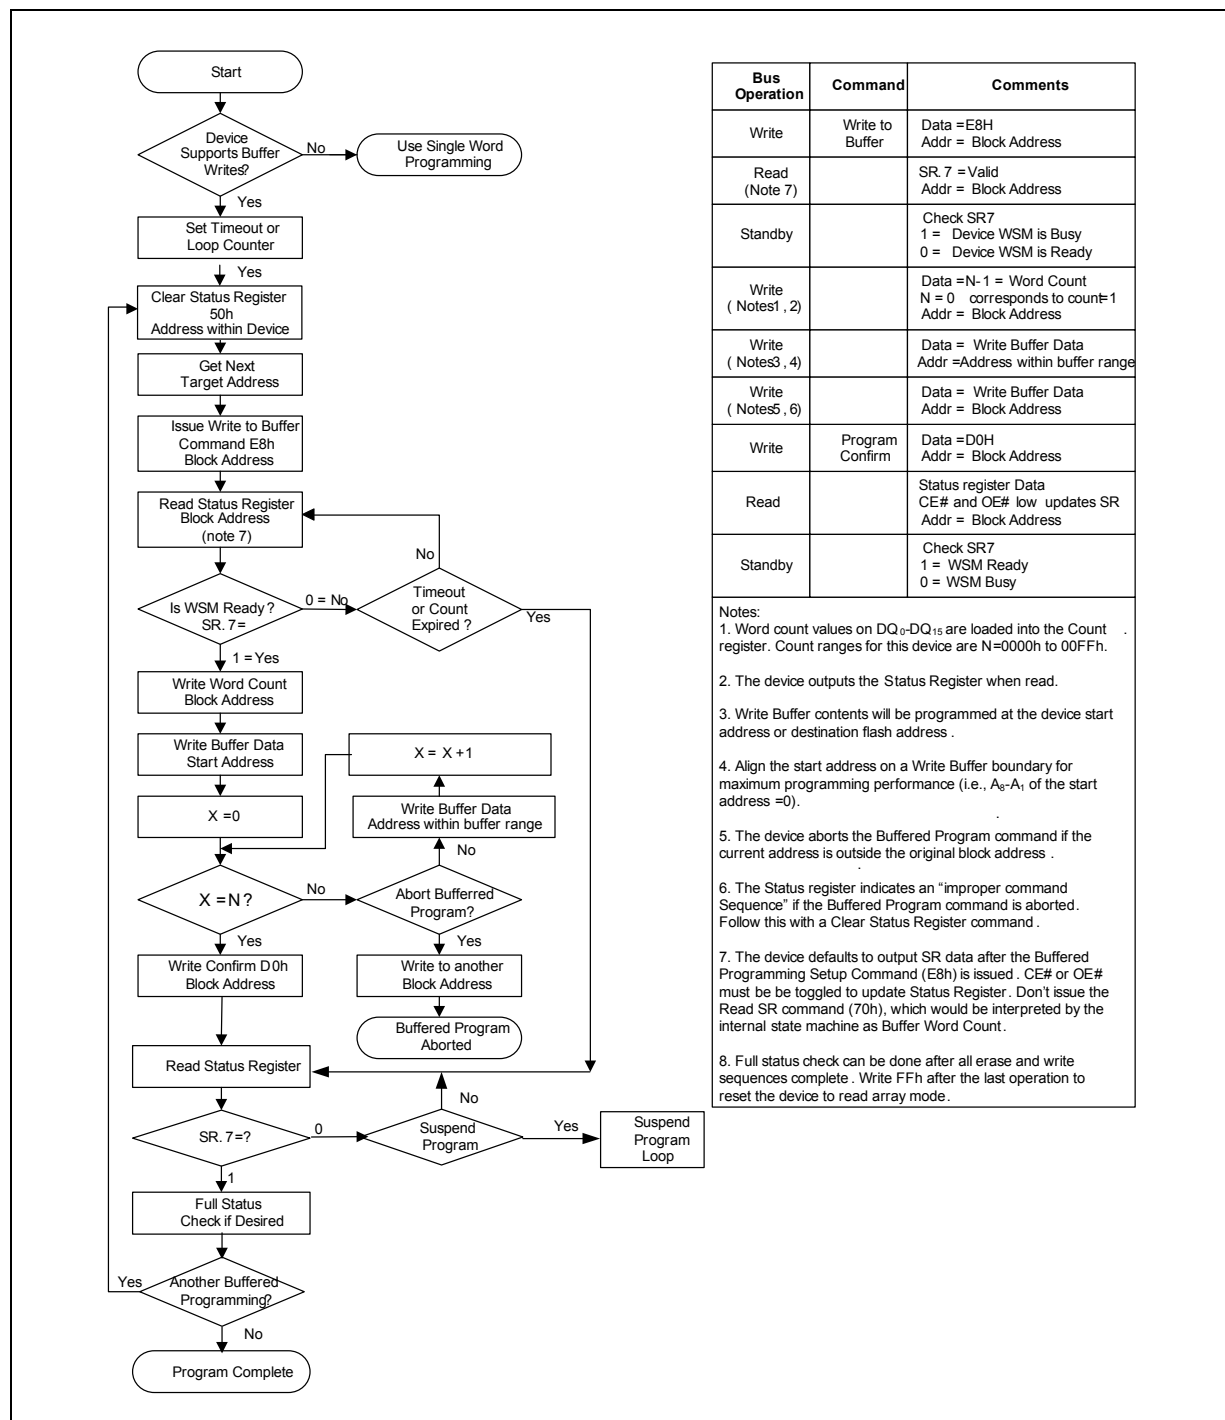 Start
Device
Supports Buffer
Writes?
No
Use Single Word
Programming
Yes
Set Timeout or
Loop Counter
Yes
Clear Status Register
50h
Address within Device
Get Next
Target Address
Issue Write to Buffer
Command E8h
Block Address
Read Status Register
Block Address
(note 7)
No
Is WSM Ready?
SR. 7=
0 = No
Timeout
or Count
Expired ?
Yes
1 = Yes
Write Word Count
Block Address
Write Buffer Data
Start Address
X = X +1
X =0
Write Buffer Data
Address within buffer range
No
X = N ?
No
Abort Buferred
Program?
Yes
Yes
Write Confirm D0h
Block Address
Write to another
Block Address
Buffered Program
Aborted
Read Status Register
No
SR. 7=?
0
Suspend
Program
Yes
Suspend
Program
Loop
1
Full Status
Check if Desired
Yes
Another Buffered
Programming?
No
Program Complete
Bus
Operation
Command
Comments
Write
Write to
Buffer
Data =E8H
Addr = Block Address
Read
(Note 7)
SR. 7 =Valid
Addr = Block Address
Standby
Check SR7
1 = Device WSM is Busy
0 = Device WSM is Ready
Write
( Notes1 , 2)
Data =N- 1 = Word Count
N = 0 corresponds to count=1
Addr = Block Address
Write
( Notes3 , 4)
Data = Write Buffer Data
Addr =Address within buffer range
Write
( Notes5 , 6)
Data = Write Buffer Data
Addr = Block Address
Write
Program
Confirm
Data =D0H
Addr = Block Address
Read
Status register Data
CE# and OE# low updates SR
Addr = Block Address
Standby
Check SR7
1 = WSM Ready
0 = WSM Busy
Notes:
1. Word count values on DQ0-DQ15 are loaded into the Count .
register. Count ranges for this device are N=0000h to 00FFh.
2. The device outputs the Status Register when read.
3. Write Buffer contents will be programmed at the device start
address or destination flash address .
4. Align the start address on a Write Buffer boundary for
maximum programming performance (i.e., A8-A1 of the start
address =0).
.
5. The device aborts the Buffered Program command if the
current address is outside the original block address .
.
6. The Status register indicates an “improper command
Sequence” if the Buffered Program command is aborted.
Follow this with a Clear Status Register command .
7. The device defaults to output SR data after the Buffered
Programming Setup Command (E8h) is issued . CE# or OE#
must be be toggled to update Status Register . Don’t issue the
Read SR command (70h), which would be interpreted by the
internal state machine as Buffer Word Count.
8. Full status check can be done after all erase and write
sequences complete . Write FFh after the last operation to
reset the device to read array mode .